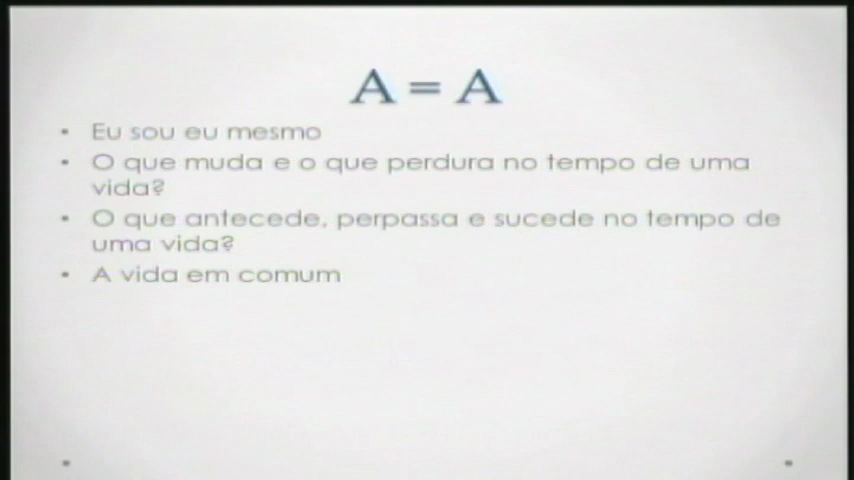 A = A
• Eu sou eu mesmo
• O que muda e o que perdura no tempo de uma
vida?
• O que antecede, perpassa e sucede no tempo de
uma vida?
• A vida em comum